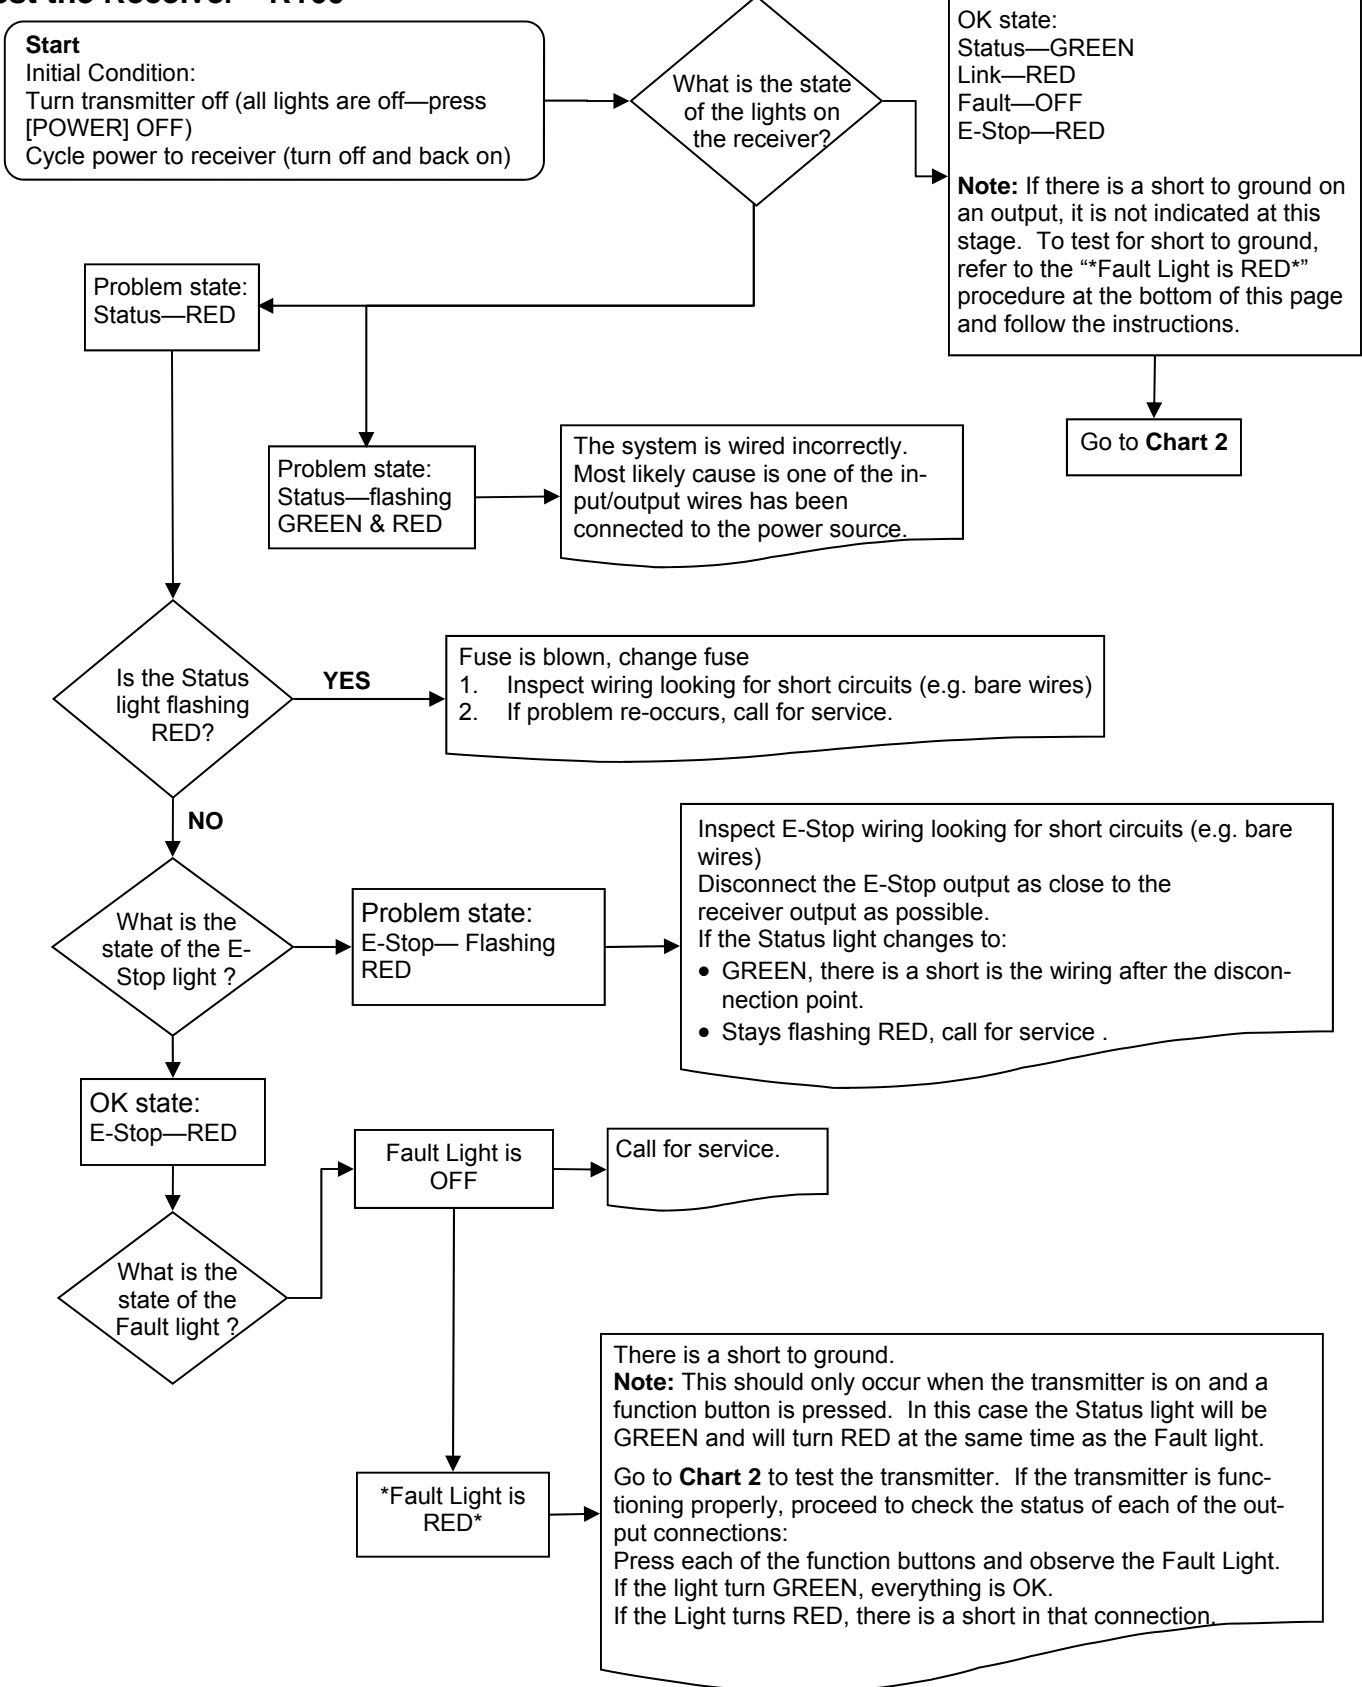 Start
Initial Condition:
Turn transmitter off (all lights are off—press
[POWER] OFF)
Cycle power to receiver (turn off and back on)
What is the state
of the lights on
the receiver?
OK state:
Status—GREEN
Link—RED
Fault—OFF
E-Stop—RED
Note: If there is a short to ground on
an output, it is not indicated at this
stage.  To test for short to ground,
refer to the “*Fault Light is RED*”
procedure at the bottom of this page
and follow the instructions.
Go to Chart 2
Problem state:
Status—RED
Problem state:
Status—flashing
GREEN & RED
The system is wired incorrectly.
Most likely cause is one of the in-
put/output wires has been
connected to the power source.
Is the Status
light flashing
RED?
YES
Fuse is blown, change fuse
1. Inspect wiring looking for short circuits (e.g. bare wires)
2. If problem re-occurs, call for service.
NO
What is the
state of the E-
Stop light ?
Problem state:
E-Stop— Flashing
RED
Inspect E-Stop wiring looking for short circuits (e.g. bare
wires)
Disconnect the E-Stop output as close to the
receiver output as possible.
If the Status light changes to:
• GREEN, there is a short is the wiring after the discon-
nection point.
• Stays flashing RED, call for service .
OK state:
E-Stop—RED
Fault Light is
OFF
Call for service.
What is the
state of the
Fault light ?
*Fault Light is
RED*
There is a short to ground.
Note: This should only occur when the transmitter is on and a
function button is pressed.  In this case the Status light will be
GREEN and will turn RED at the same time as the Fault light.
Go to Chart 2 to test the transmitter.  If the transmitter is func-
tioning properly, proceed to check the status of each of the out-
put connections:
Press each of the function buttons and observe the Fault Light.
If the light turn GREEN, everything is OK.
If the Light turns RED, there is a short in that connection.